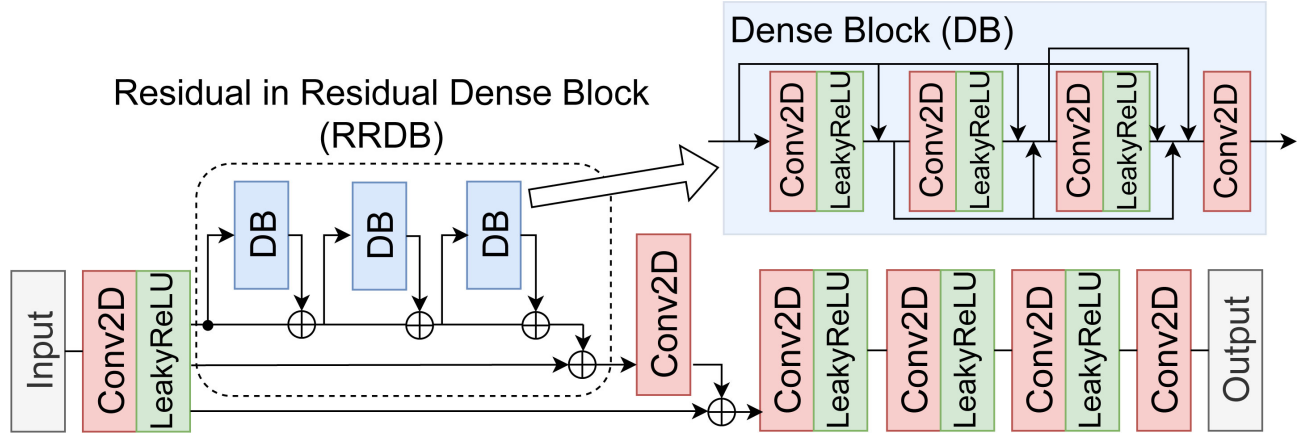 Dense Block (DB)
Conv2D
LeakyReLU
Conv2D
LeakyReLU
Conv2D
LeakyReLU
Conv2D
Residual in Residual Dense Block
(RRDB)
DB
DB
DB
Input
Conv2D
LeakyReLU
Conv2D
Conv2D
LeakyReLU
Conv2D
LeakyReLU
Conv2D
LeakyReLU
Conv2D
Output